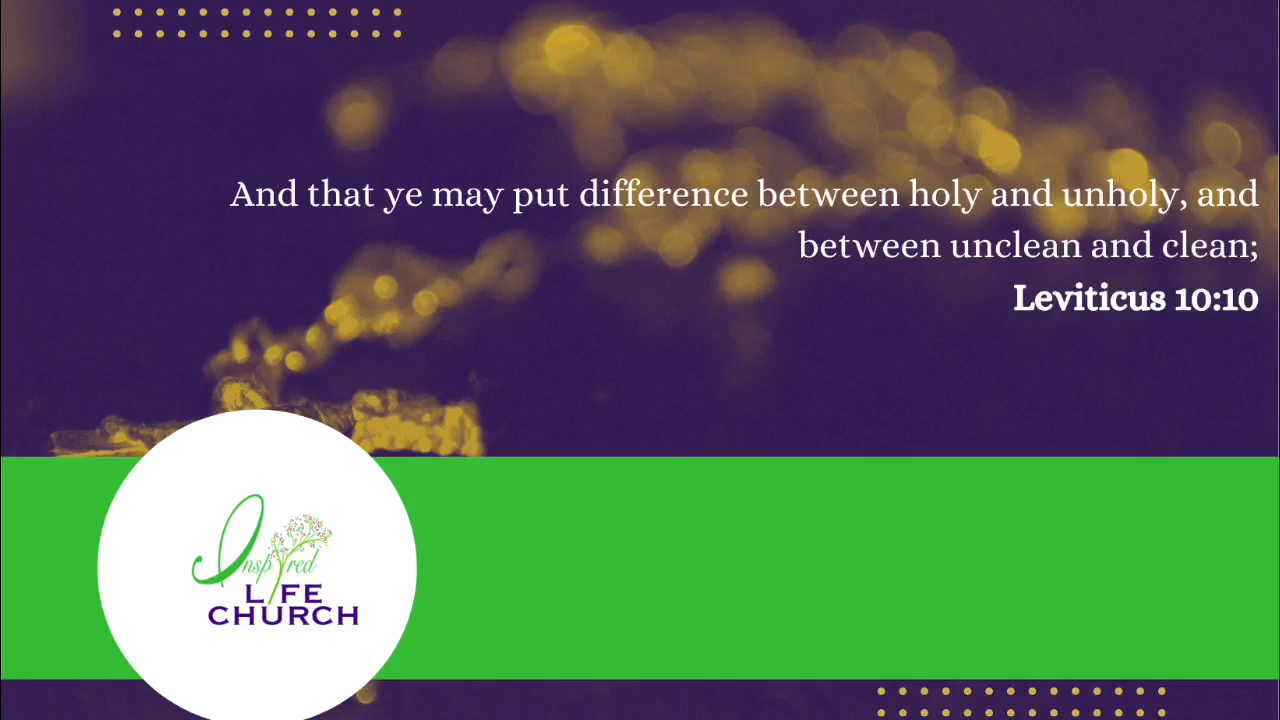 And that ye may put difference between holy and unholy, and
between unclean and clean;
Leviticus 10:10
Inspyred
LIFE
CHURCH